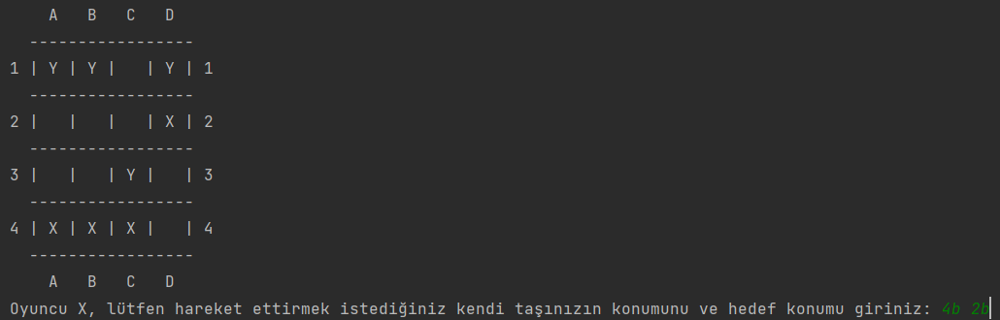 A B C D
-----------------
1 | Y | Y |   | Y | 1
-----------------
2 |   |   |   | X | 2
-----------------
3 |   |   | Y |   | 3
-----------------
4 | X | X | X |   | 4
-----------------
A B C D
Oyuncu X, lütfen hareket ettirmek istediğiniz kendi taşınızın konumunu ve hedef konumu giriniz: 4b 2b